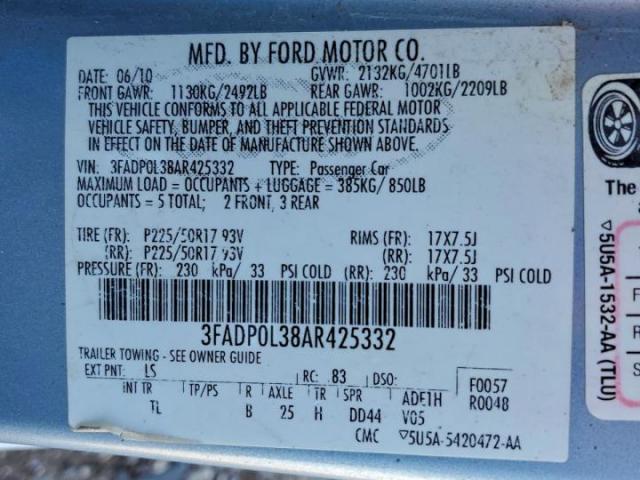 MFD. BY FORD MOTOR CO.
DATE: 06/10 GVWR: 2132KG/4701LB
FRONT GAWR: 1130KG/2492LB REAR GAWR: 1002KG/2209LB
THIS VEHICLE CONFORMS TO ALL APPLICABLE FEDERAL MOTOR
VEHICLE SAFETY, BUMPER, AND THEFT PREVENTION STANDARDS
IN EFFECT ON THE DATE OF MANUFACTURE SHOWN ABOVE.
VIN: 3FADP0L38AR425332 TYPE: Passenger Car
MAXIMUM LOAD = OCCUPANTS + LUGGAGE = 385KG/850LB
OCCUPANTS = 5 TOTAL; 2 FRONT, 3 REAR
TIRE (FR): P225/50R17 93V RIMS (FR): 17X7.5J
(RR): P225/50R17 93V (RR): 17X7.5J
PRESSURE (FR): 230 kPa/ 33 PSI COLD (RR): 230 kPa/ 33 PSI COLD
3FADP0L38AR425332
TRAILER TOWING - SEE OWNER GUIDE
EXT PNT: LS RC: 83 DSO: F0057
INT TR TP/PS R AXLE TR SPR ADE1H R0048
TL B 25 H DD44 V05
CMC ▽5U5A-5420472-AA
▽5U5A-1532-AA (TLU)
The